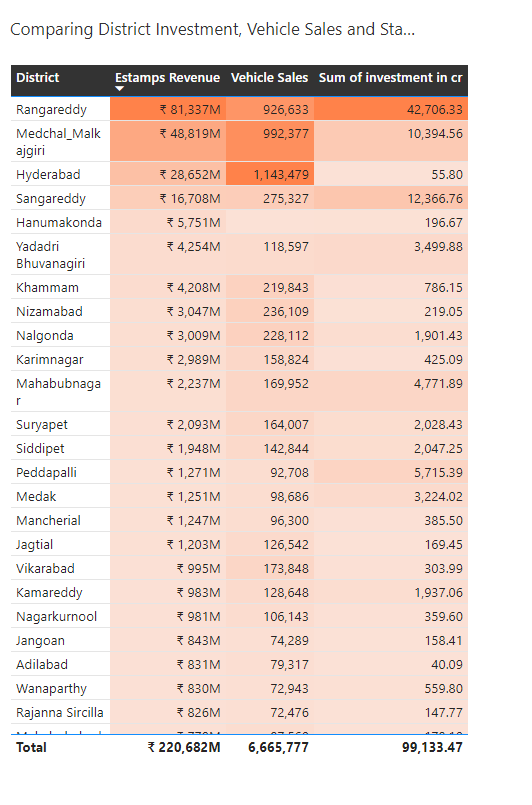 Comparing District Investment, Vehicle Sales and Sta...
District Estamps Revenue Vehicle Sales Sum of investment in cr
Rangareddy ₹ 81,337M 926,633 42,706.33
Medchal_Malk ₹ 48,819M 992,377 10,394.56
ajgiri
Hyderabad ₹ 28,652M 1,143,479 55.80
Sangareddy ₹ 16,708M 275,327 12,366.76
Hanumakonda ₹ 5,751M 196.67
Yadadri ₹ 4,254M 118,597 3,499.88
Bhuvanagiri
Khammam ₹ 4,208M 219,843 786.15
Nizamabad ₹ 3,047M 236,109 219.05
Nalgonda ₹ 3,009M 228,112 1,901.43
Karimnagar ₹ 2,989M 158,824 425.09
Mahabubnaga ₹ 2,237M 169,952 4,771.89
r
Suryapet ₹ 2,093M 164,007 2,028.43
Siddipet ₹ 1,948M 142,844 2,047.25
Peddapalli ₹ 1,271M 92,708 5,715.39
Medak ₹ 1,251M 98,686 3,224.02
Mancherial ₹ 1,247M 96,300 385.50
Jagtial ₹ 1,203M 126,542 169.45
Vikarabad ₹ 995M 173,848 303.99
Kamareddy ₹ 983M 128,648 1,937.06
Nagarkurnool ₹ 981M 106,143 359.60
Jangoan ₹ 843M 74,289 158.41
Adilabad ₹ 831M 79,317 40.09
Wanaparthy ₹ 830M 72,943 559.80
Rajanna Sircilla ₹ 826M 72,476 147.77
Total ₹ 220,682M 6,665,777 99,133.47